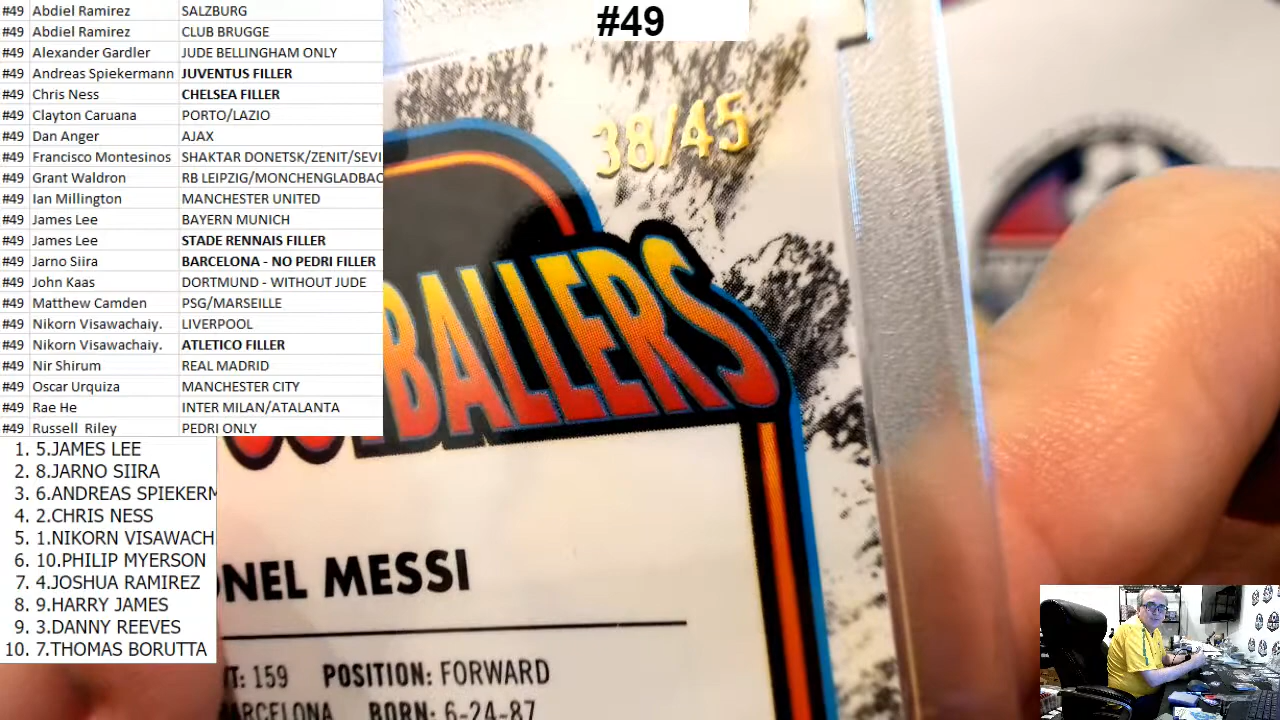 #49 Abdiel Ramirez SALZBURG
#49 Abdiel Ramirez CLUB BRUGGE
#49 Alexander Gardler JUDE BELLINGHAM ONLY
#49 Andreas Spiekermann JUVENTUS FILLER
#49 Chris Ness CHELSEA FILLER
#49 Clayton Caruana PORTO/LAZIO
#49 Dan Anger AJAX
#49 Francisco Montesinos SHAKTAR DONETSK/ZENIT/SEVI
#49 Grant Waldron RB LEIPZIG/MONCHENGLADBAC
#49 Ian Millington MANCHESTER UNITED
#49 James Lee BAYERN MUNICH
#49 James Lee STADE RENNAIS FILLER
#49 Jarno Siira BARCELONA - NO PEDRI FILLER
#49 John Kaas DORTMUND - WITHOUT JUDE
#49 Matthew Camden PSG/MARSEILLE
#49 Nikorn Visawachaiy. LIVERPOOL
#49 Nikorn Visawachaiy. ATLETICO FILLER
#49 Nir Shirum REAL MADRID
#49 Oscar Urquiza MANCHESTER CITY
#49 Rae He INTER MILAN/ATALANTA
#49 Russell Riley PEDRI ONLY
1. 5.JAMES LEE
2. 8.JARNO SIIRA
3. 6.ANDREAS SPIEKERM
4. 2.CHRIS NESS
5. 1.NIKORN VISAWACH
6. 10.PHILIP MYERSON
7. 4.JOSHUA RAMIREZ
8. 9.HARRY JAMES
9. 3.DANNY REEVES
10. 7.THOMAS BORUTTA
#49
38/45
OOTBALLERS
ONEL MESSI
T: 159 POSITION: FORWARD
BARCELONA BORN: 6-24-87